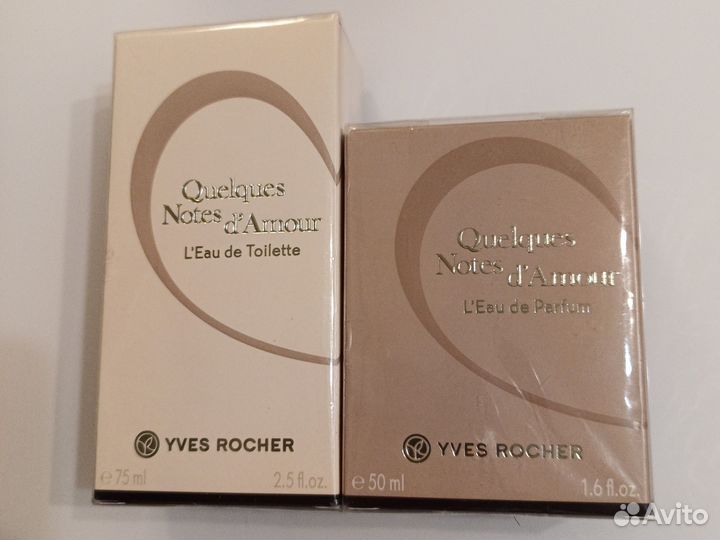 Quelques
Notes d'Amour
L'Eau de Toilette
YVES ROCHER
e 75 ml 2.5 fl.oz.
Quelques
Notes d'Amour
L'Eau de Parfum
YVES ROCHER
e 50 ml 1.6 fl.oz.
Avito